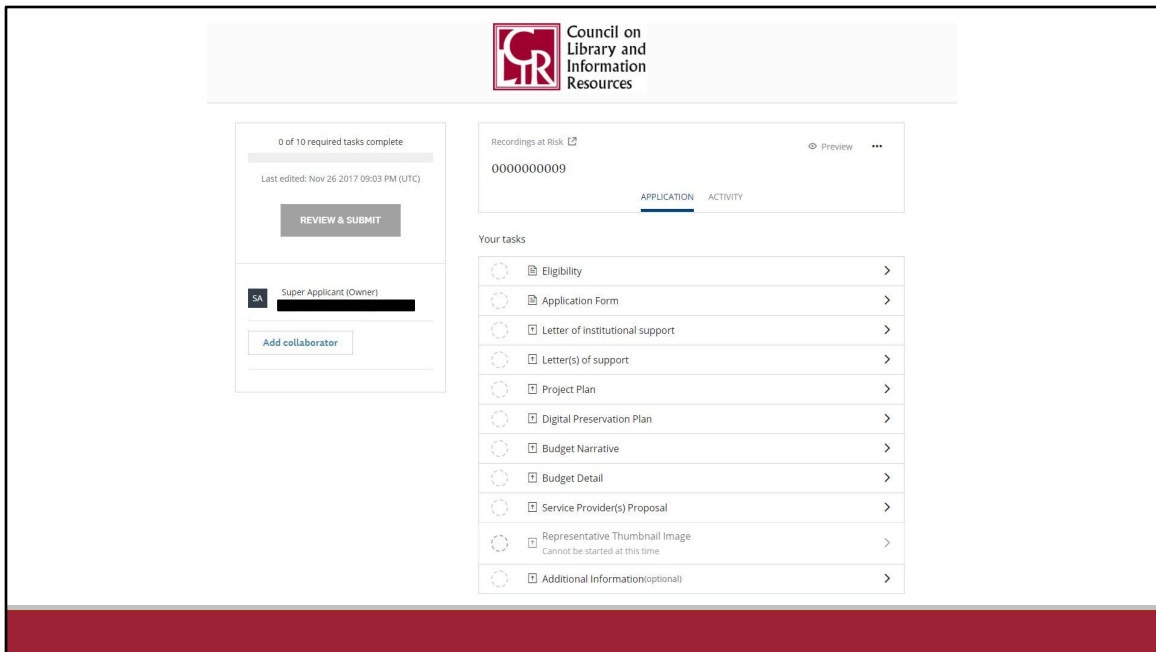 Council on
Library and
Information
Resources
CLIR
0 of 10 required tasks complete
Last edited: Nov 26 2017 09:03 PM (UTC)
REVIEW & SUBMIT
SA
Super Applicant (Owner)
Add collaborator
Recordings at Risk
Preview
0000000009
APPLICATION ACTIVITY
Your tasks
Eligibility
Application Form
Letter of institutional support
Letter(s) of support
Project Plan
Digital Preservation Plan
Budget Narrative
Budget Detail
Service Provider(s) Proposal
Representative Thumbnail Image
Cannot be started at this time
Additional Information(optional)